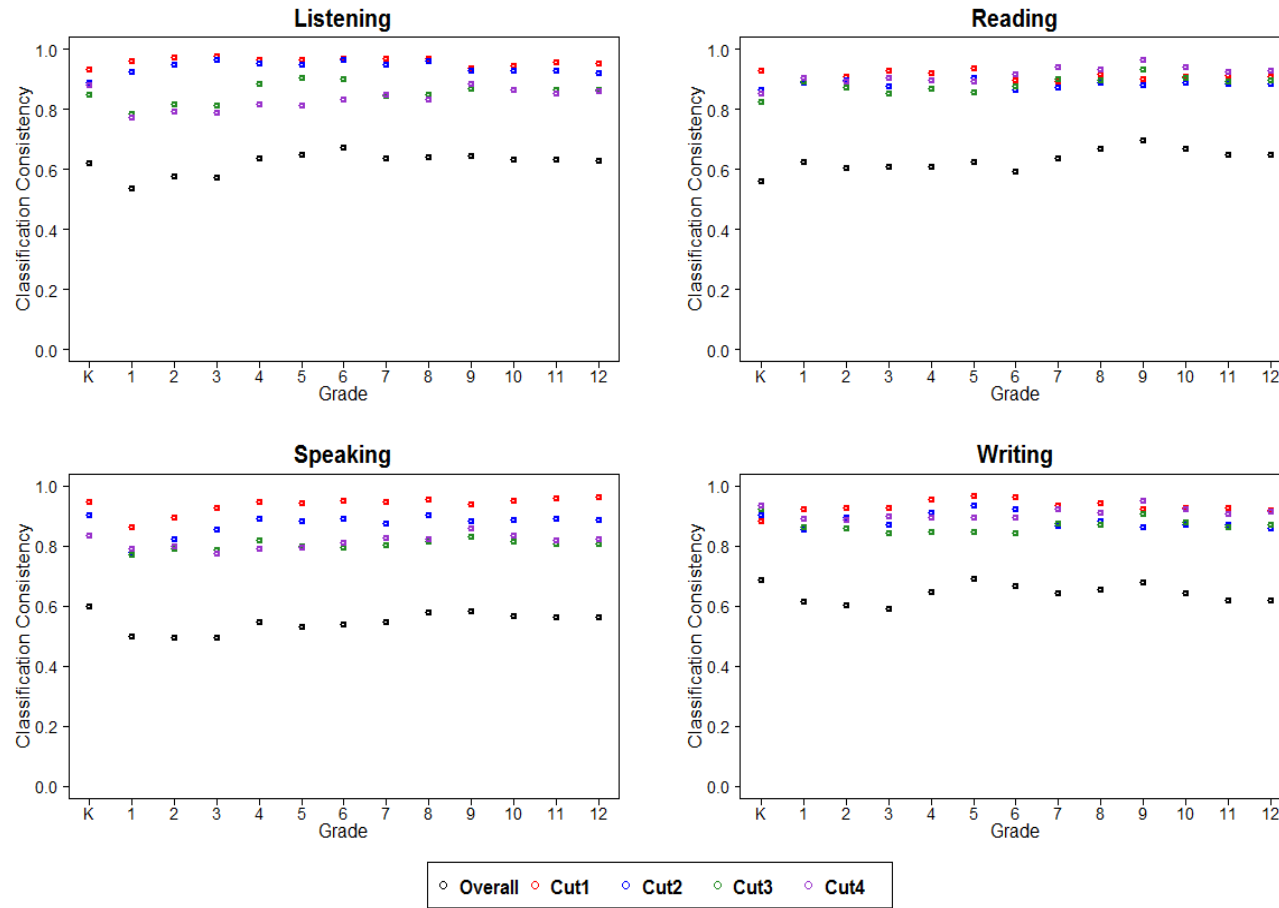 Listening
Classification Consistency
1.0
0.8
0.6
0.4
0.2
0.0
K 1 2 3 4 5 6 7 8 9 10 11 12
Grade
Reading
Classification Consistency
1.0
0.8
0.6
0.4
0.2
0.0
K 1 2 3 4 5 6 7 8 9 10 11 12
Grade
Speaking
Classification Consistency
1.0
0.8
0.6
0.4
0.2
0.0
K 1 2 3 4 5 6 7 8 9 10 11 12
Grade
Writing
Classification Consistency
1.0
0.8
0.6
0.4
0.2
0.0
K 1 2 3 4 5 6 7 8 9 10 11 12
Grade
Overall Cut1 Cut2 Cut3 Cut4